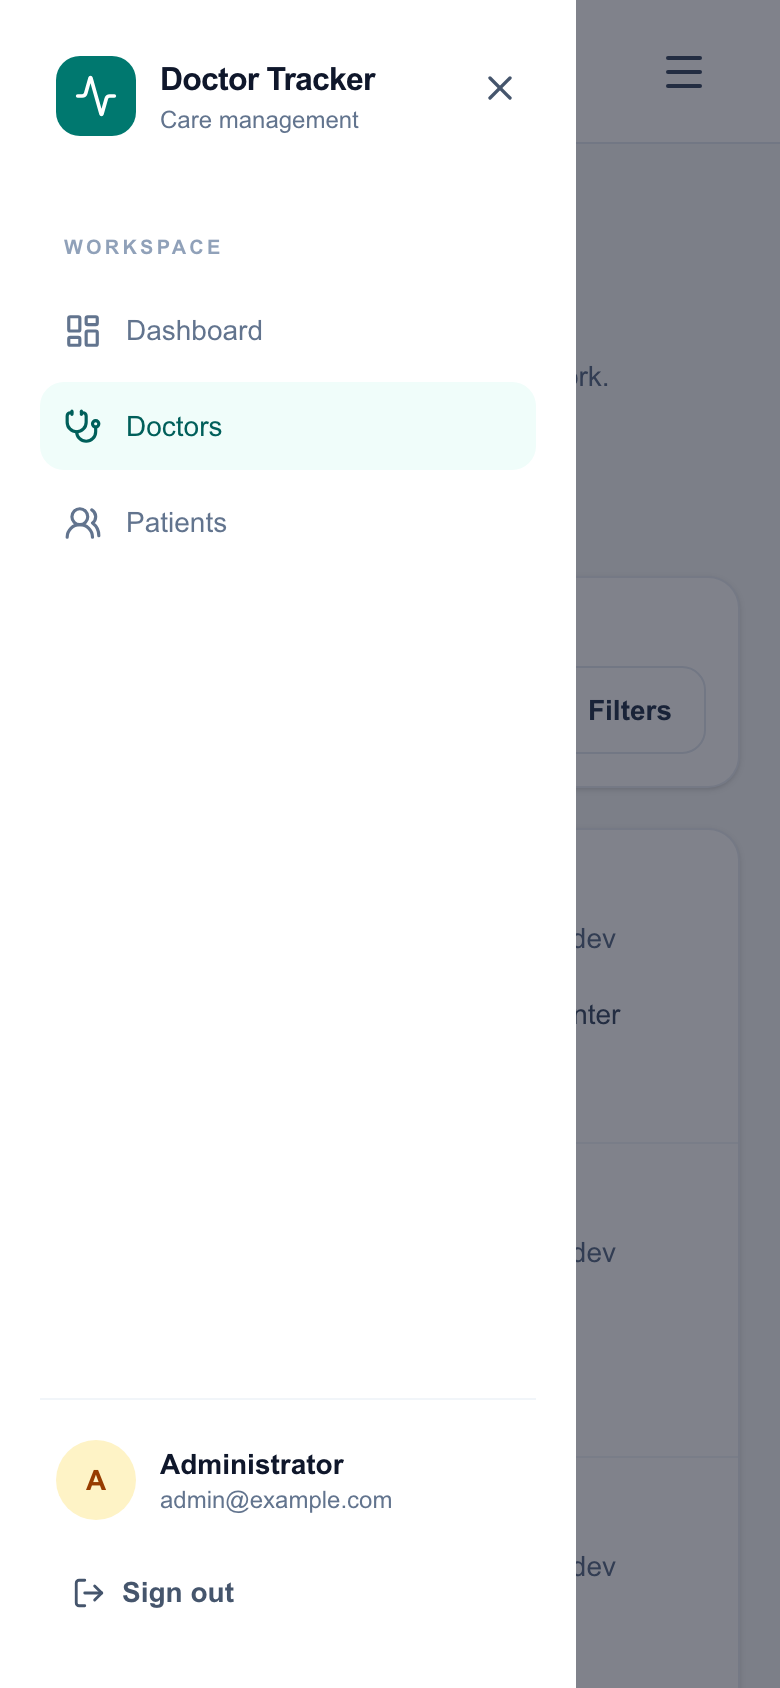 Doctor Tracker
Care management
WORKSPACE
Dashboard
Doctors
Patients
Filters
Administrator
admin@example.com
Sign out
A